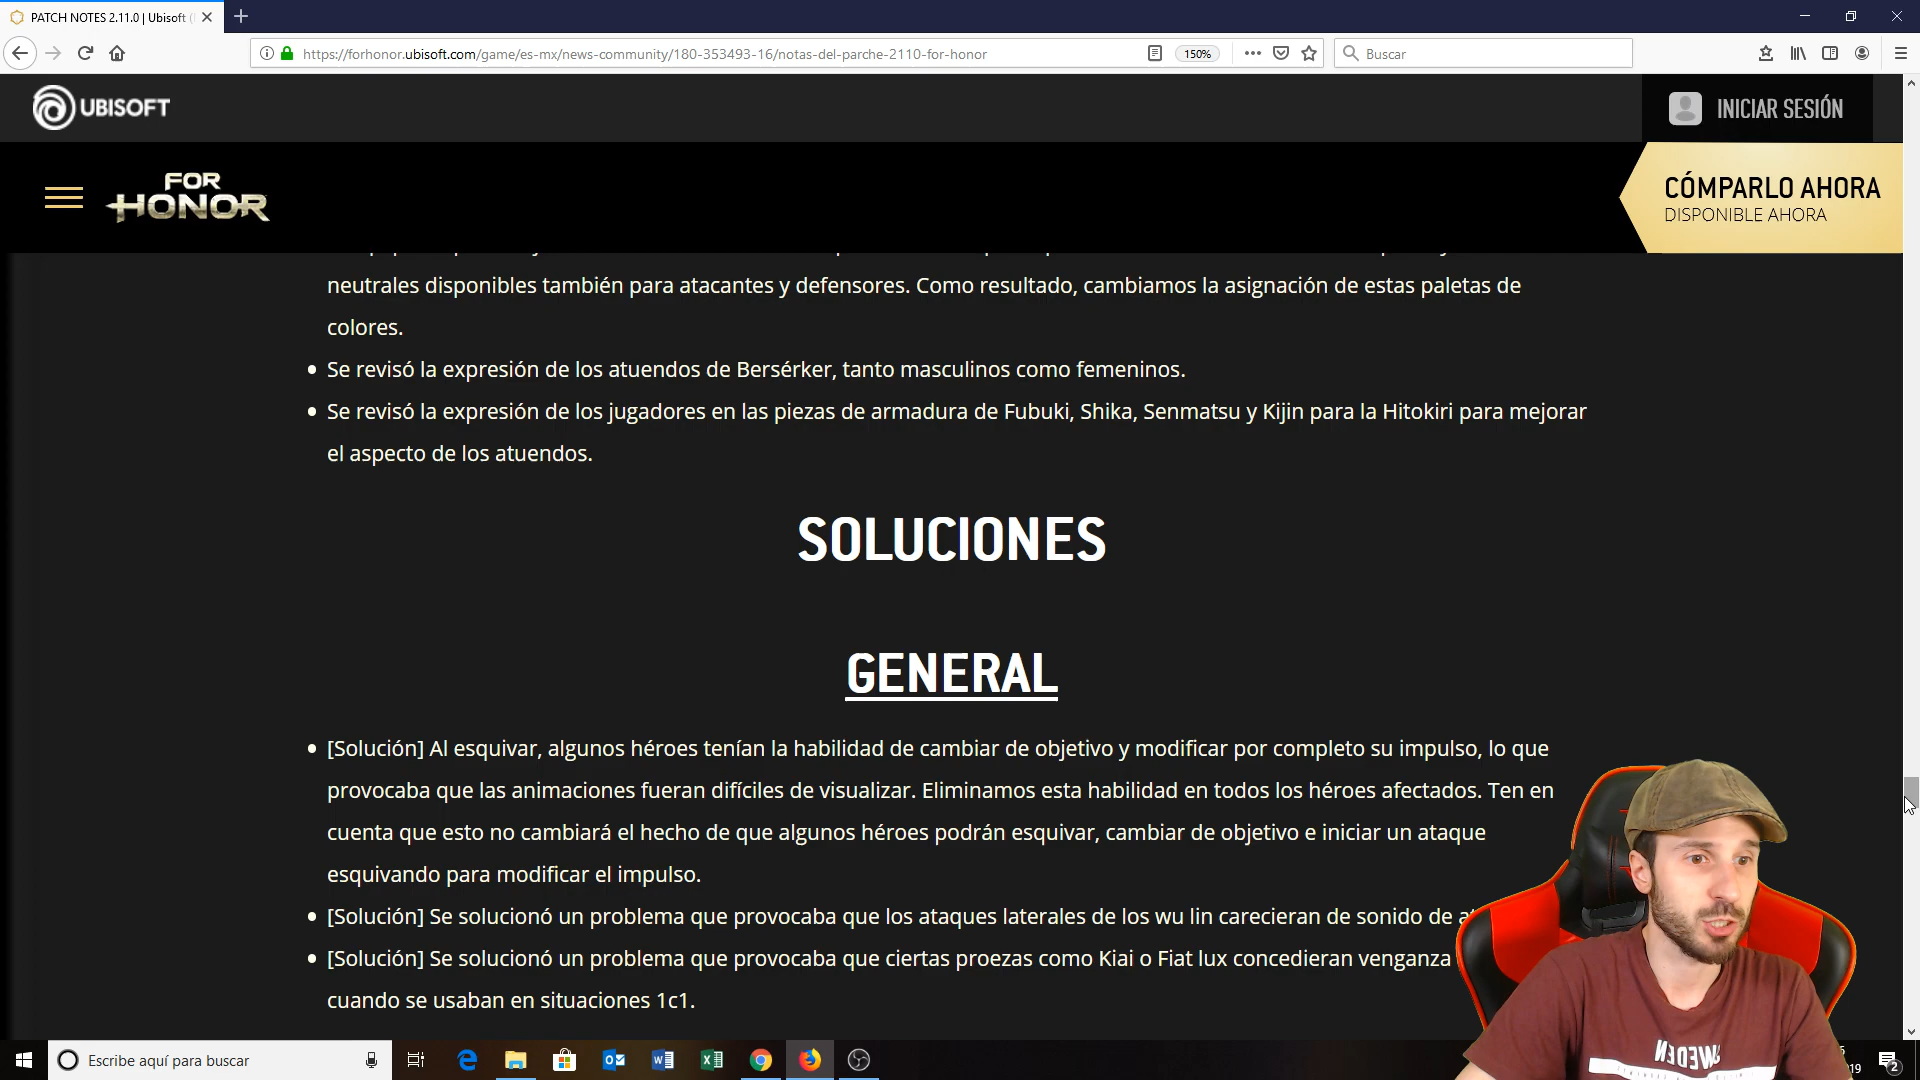 PATCH NOTES 2.11.0 | Ubisoft (
https://forhonor.ubisoft.com/game/es-mx/news-community/180-353493-16/notas-del-parche-2110-for-honor
150%
Buscar
UBISOFT
INICIAR SESIÓN
FOR
HONOR
CÓMPARLO AHORA
DISPONIBLE AHORA
neutrales disponibles también para atacantes y defensores. Como resultado, cambiamos la asignación de estas paletas de
colores.
Se revisó la expresión de los atuendos de Bersérker, tanto masculinos como femeninos.
Se revisó la expresión de los jugadores en las piezas de armadura de Fubuki, Shika, Senmatsu y Kijin para la Hitokiri para mejorar
el aspecto de los atuendos.
SOLUCIONES
GENERAL
[Solución] Al esquivar, algunos héroes tenían la habilidad de cambiar de objetivo y modificar por completo su impulso, lo que
provocaba que las animaciones fueran difíciles de visualizar. Eliminamos esta habilidad en todos los héroes afectados. Ten en
cuenta que esto no cambiará el hecho de que algunos héroes podrán esquivar, cambiar de objetivo e iniciar un ataque
esquivando para modificar el impulso.
[Solución] Se solucionó un problema que provocaba que los ataques laterales de los wu lin carecieran de sonido de
[Solución] Se solucionó un problema que provocaba que ciertas proezas como Kiai o Fiat lux concedieran venganza
cuando se usaban en situaciones 1c1.
SWEDEN
Escribe aquí para buscar
19
2